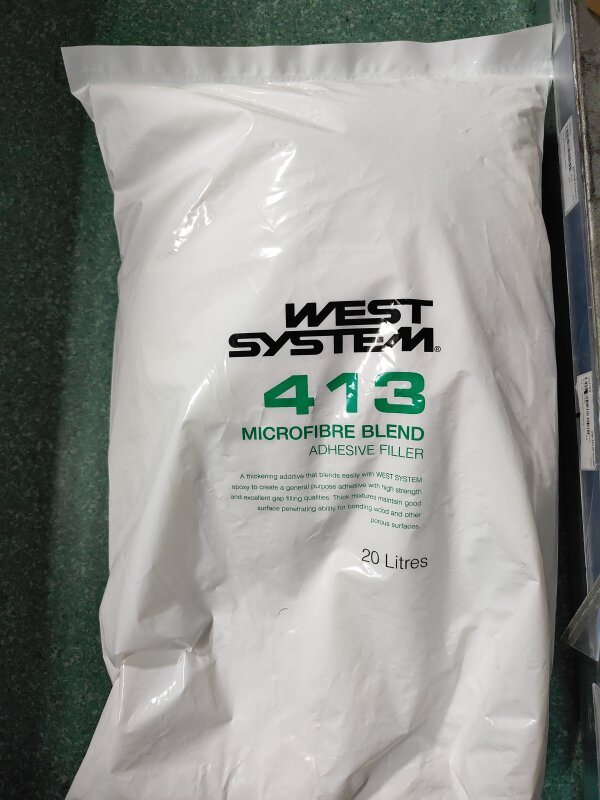 WEST
SYSTEM®
413
MICROFIBRE BLEND
ADHESIVE FILLER
A thickening additive that blends easily with WEST SYSTEM
epoxy to create a general purpose adhesive with high strength
and excellent gap filling qualities. Thick mixtures maintain good
surface penetrating ability for bonding wood and other
porous surfaces.
20 Litres